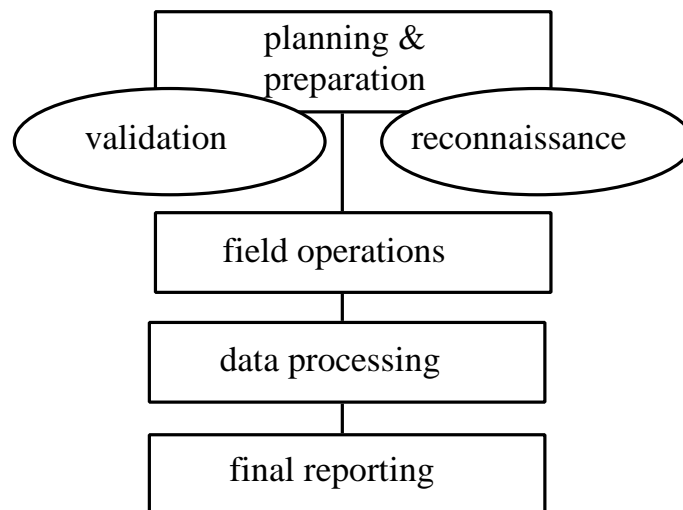 planning &
preparation
validation
reconnaissance
field operations
data processing
final reporting